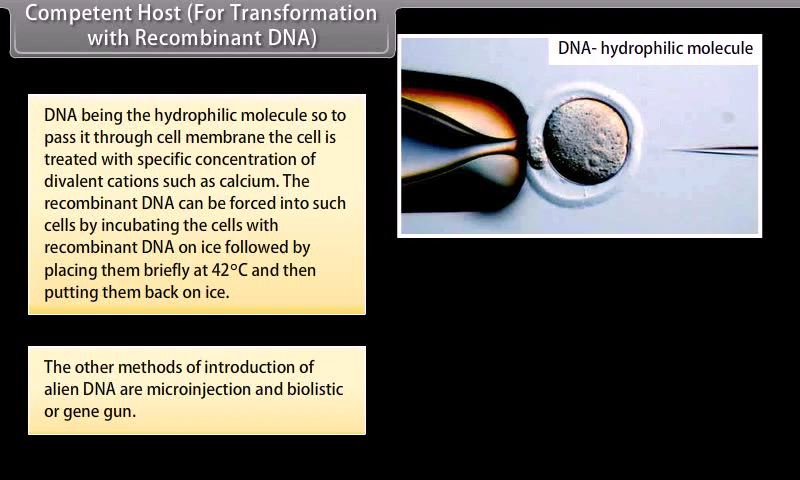 Competent Host (For Transformation
with Recombinant DNA)
DNA- hydrophilic molecule
DNA being the hydrophilic molecule so to
pass it through cell membrane the cell is
treated with specific concentration of
divalent cations such as calcium. The
recombinant DNA can be forced into such
cells by incubating the cells with
recombinant DNA on ice followed by
placing them briefly at 42ºC and then
putting them back on ice.
The other methods of introduction of
alien DNA are microinjection and biolistic
or gene gun.